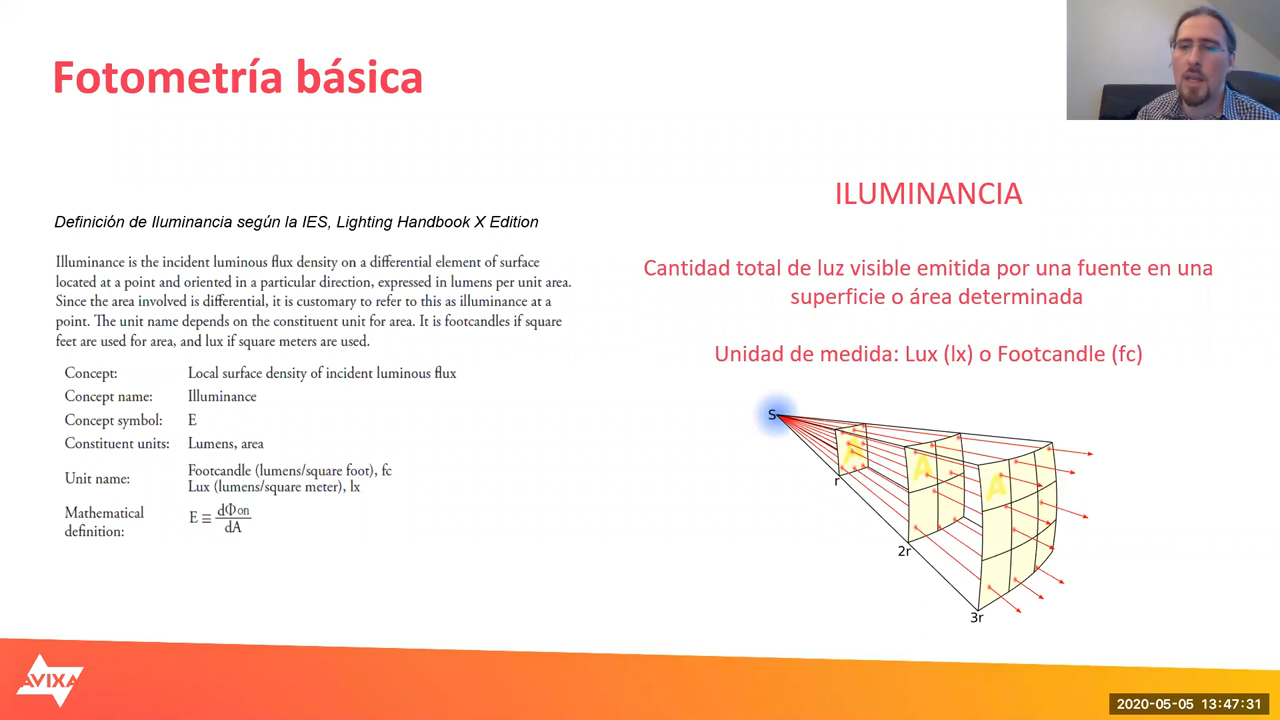 Fotometría básica
Definición de Iluminancia según la IES, Lighting Handbook X Edition
Illuminance is the incident luminous flux density on a differential element of surface
located at a point and oriented in a particular direction, expressed in lumens per unit area.
Since the area involved is differential, it is customary to refer to this as illuminance at a
point. The unit name depends on the constituent unit for area. It is footcandles if square
feet are used for area, and lux if square meters are used.
Concept: Local surface density of incident luminous flux
Concept name: Illuminance
Concept symbol: E
Constituent units: Lumens, area
Unit name: Footcandle (lumens/square foot), fc
Lux (lumens/square meter), lx
Mathematical
definition:
E ≡ dΦon
dA
ILUMINANCIA
Cantidad total de luz visible emitida por una fuente en una
superficie o área determinada
Unidad de medida: Lux (lx) o Footcandle (fc)
S
A
A
A
r
2r
3r
AVIXA
2020-05-05 13:47:31